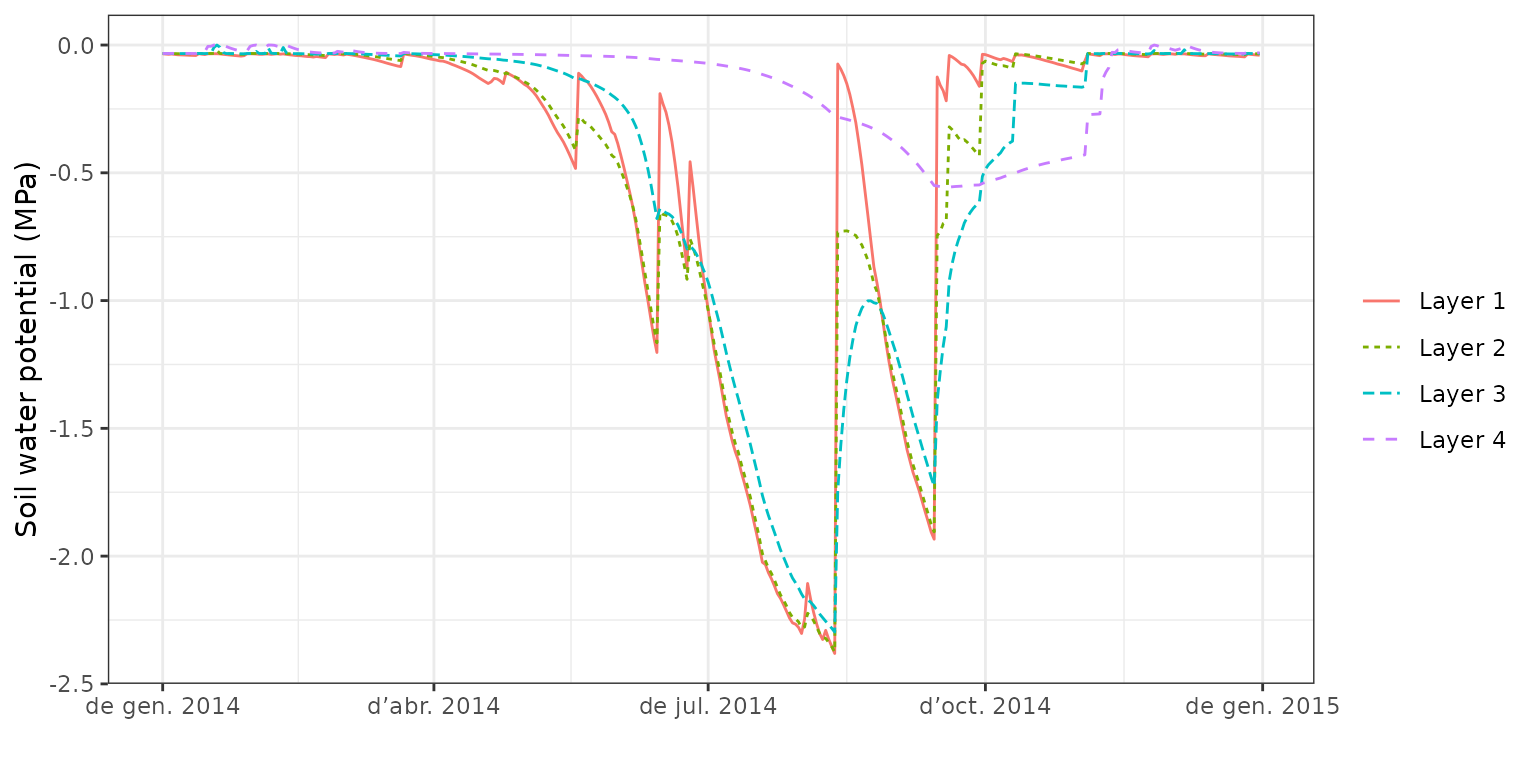 Soil water potential (MPa)
0.0
-0.5
-1.0
-1.5
-2.0
-2.5
de gen. 2014
d’abr. 2014
de jul. 2014
d’oct. 2014
de gen. 2015
Layer 1
Layer 2
Layer 3
Layer 4